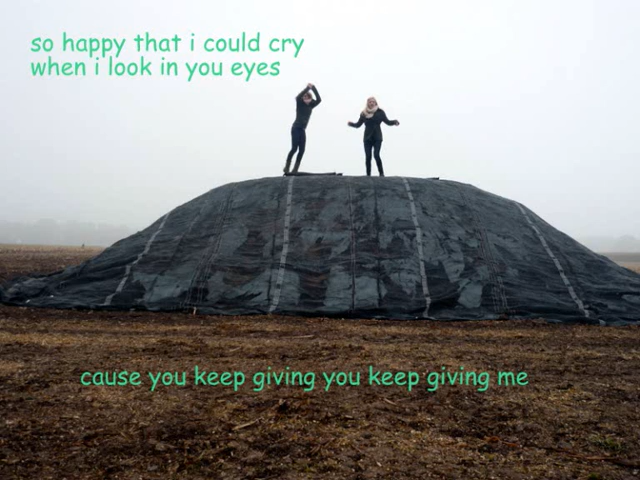 so happy that i could cry
when i look in you eyes
cause you keep giving you keep giving me